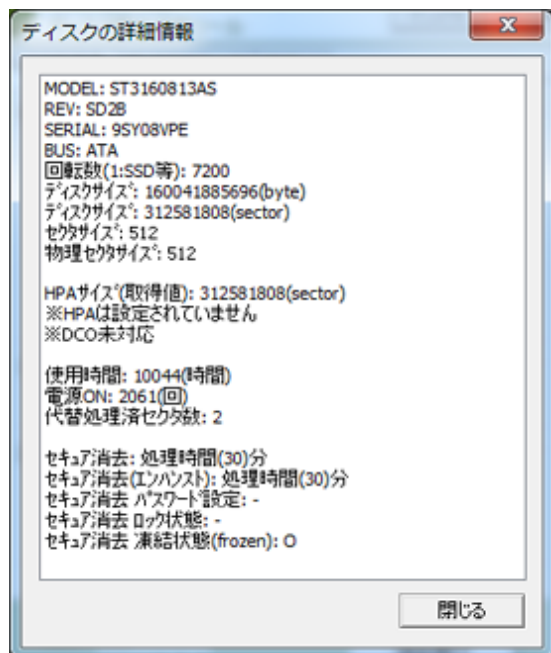 ディスクの詳細情報
MODEL: ST3160813AS
REV: SD2B
SERIAL: 9SY08VPE
BUS: ATA
回転数(1:SSD等): 7200
ディスクサイズ: 160041885696(byte)
ディスクサイズ: 312581808(sector)
セクタサイズ: 512
物理セクタサイズ: 512
HPAサイズ(取得値): 312581808(sector)
※HPAは設定されていません
※DCO未対応
使用時間: 10044(時間)
電源ON: 2061(回)
代替処理済セクタ数: 2
セキュア消去: 処理時間(30)分
セキュア消去(エンハンスト): 処理時間(30)分
セキュア消去 パスワード設定: -
セキュア消去 ロック状態: -
セキュア消去 凍結状態(frozen): O
閉じる